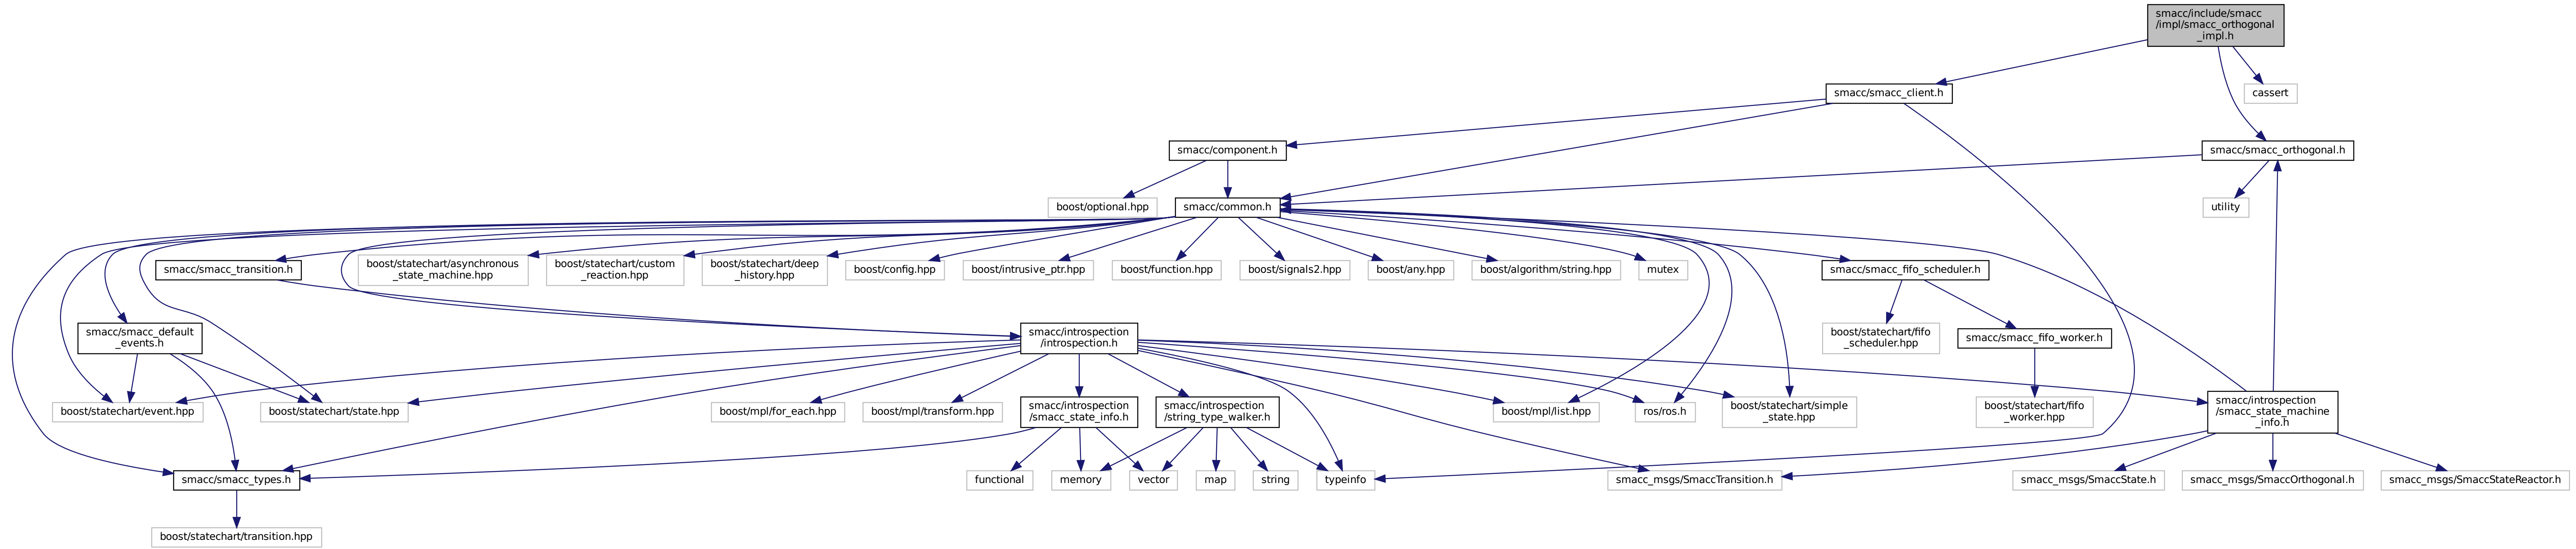 smacc/include/smacc
/impl/smacc_orthogonal
_impl.h
smacc/smacc_client.h
cassert
smacc/component.h
smacc/smacc_orthogonal.h
boost/optional.hpp
smacc/common.h
utility
smacc/smacc_transition.h
boost/statechart/asynchronous
_state_machine.hpp
boost/statechart/custom
_reaction.hpp
boost/statechart/deep
_history.hpp
boost/config.hpp
boost/intrusive_ptr.hpp
boost/function.hpp
boost/signals2.hpp
boost/any.hpp
boost/algorithm/string.hpp
mutex
smacc/smacc_fifo_scheduler.h
smacc/smacc_default
_events.h
smacc/introspection
/introspection.h
boost/statechart/fifo
_scheduler.hpp
smacc/smacc_fifo_worker.h
boost/statechart/event.hpp
boost/statechart/state.hpp
boost/mpl/for_each.hpp
boost/mpl/transform.hpp
smacc/introspection
/smacc_state_info.h
smacc/introspection
/string_type_walker.h
boost/mpl/list.hpp
ros/ros.h
boost/statechart/simple
_state.hpp
boost/statechart/fifo
_worker.hpp
smacc/introspection
/smacc_state_machine
_info.h
smacc/smacc_types.h
functional
memory
vector
map
string
typeinfo
smacc_msgs/SmaccTransition.h
smacc_msgs/SmaccState.h
smacc_msgs/SmaccOrthogonal.h
smacc_msgs/SmaccStateReactor.h
boost/statechart/transition.hpp